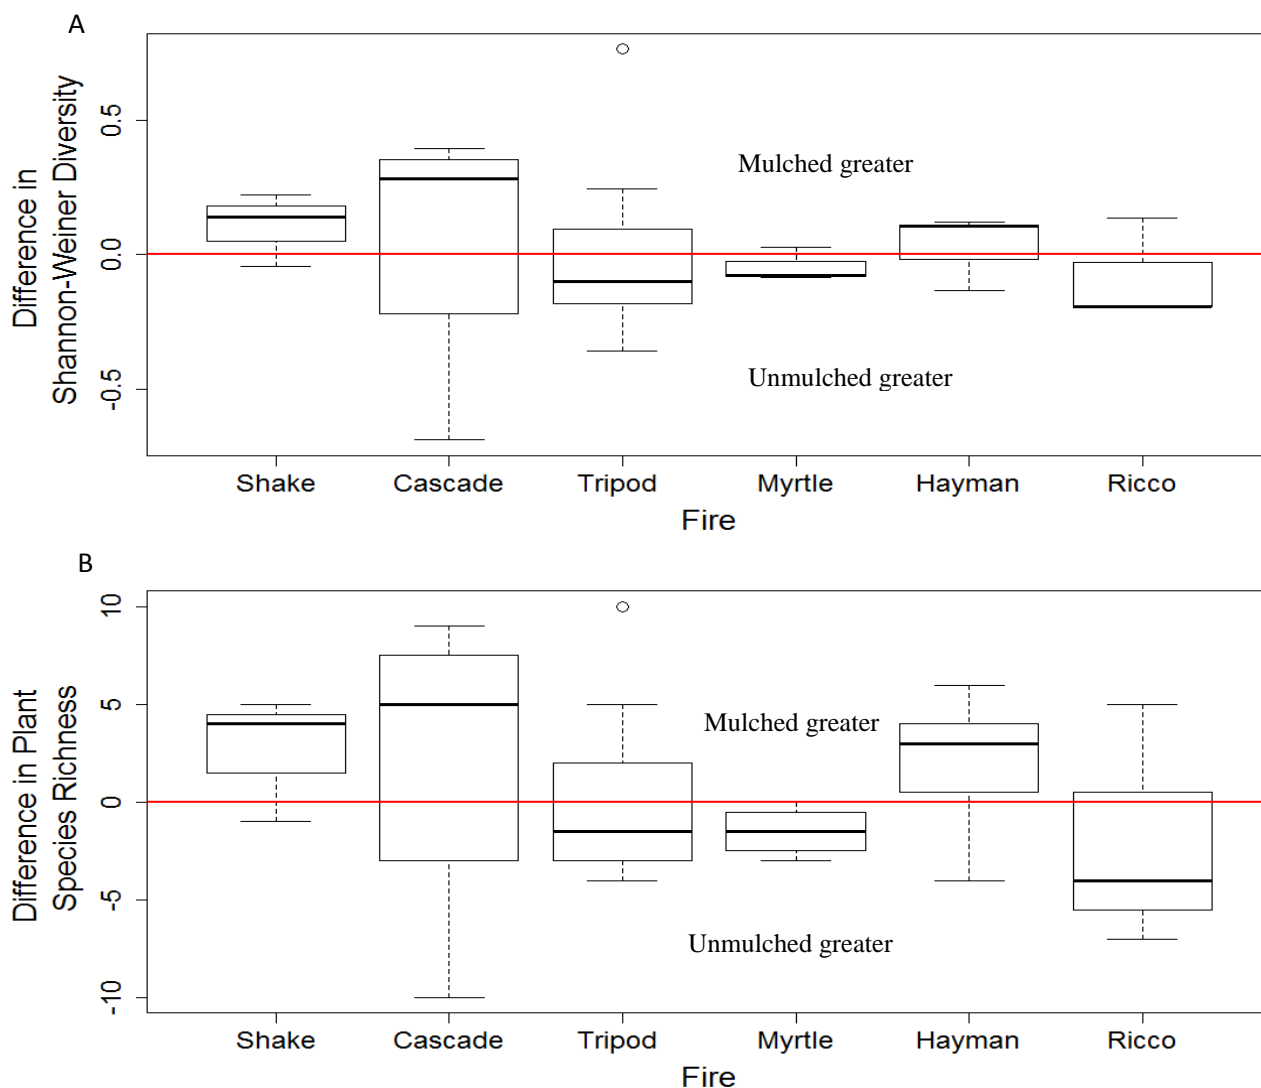 A
Difference in
Shannon-Weiner Diversity
0.5
0.0
-0.5
Mulched greater
Unmulched greater
Shake Cascade Tripod Myrtle Hayman Ricco
Fire
B
Difference in Plant
Species Richness
10
5
0
-5
-10
Mulched greater
Unmulched greater
Shake Cascade Tripod Myrtle Hayman Ricco
Fire